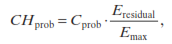 CH_prob = C_prob · E_residual / E_max,